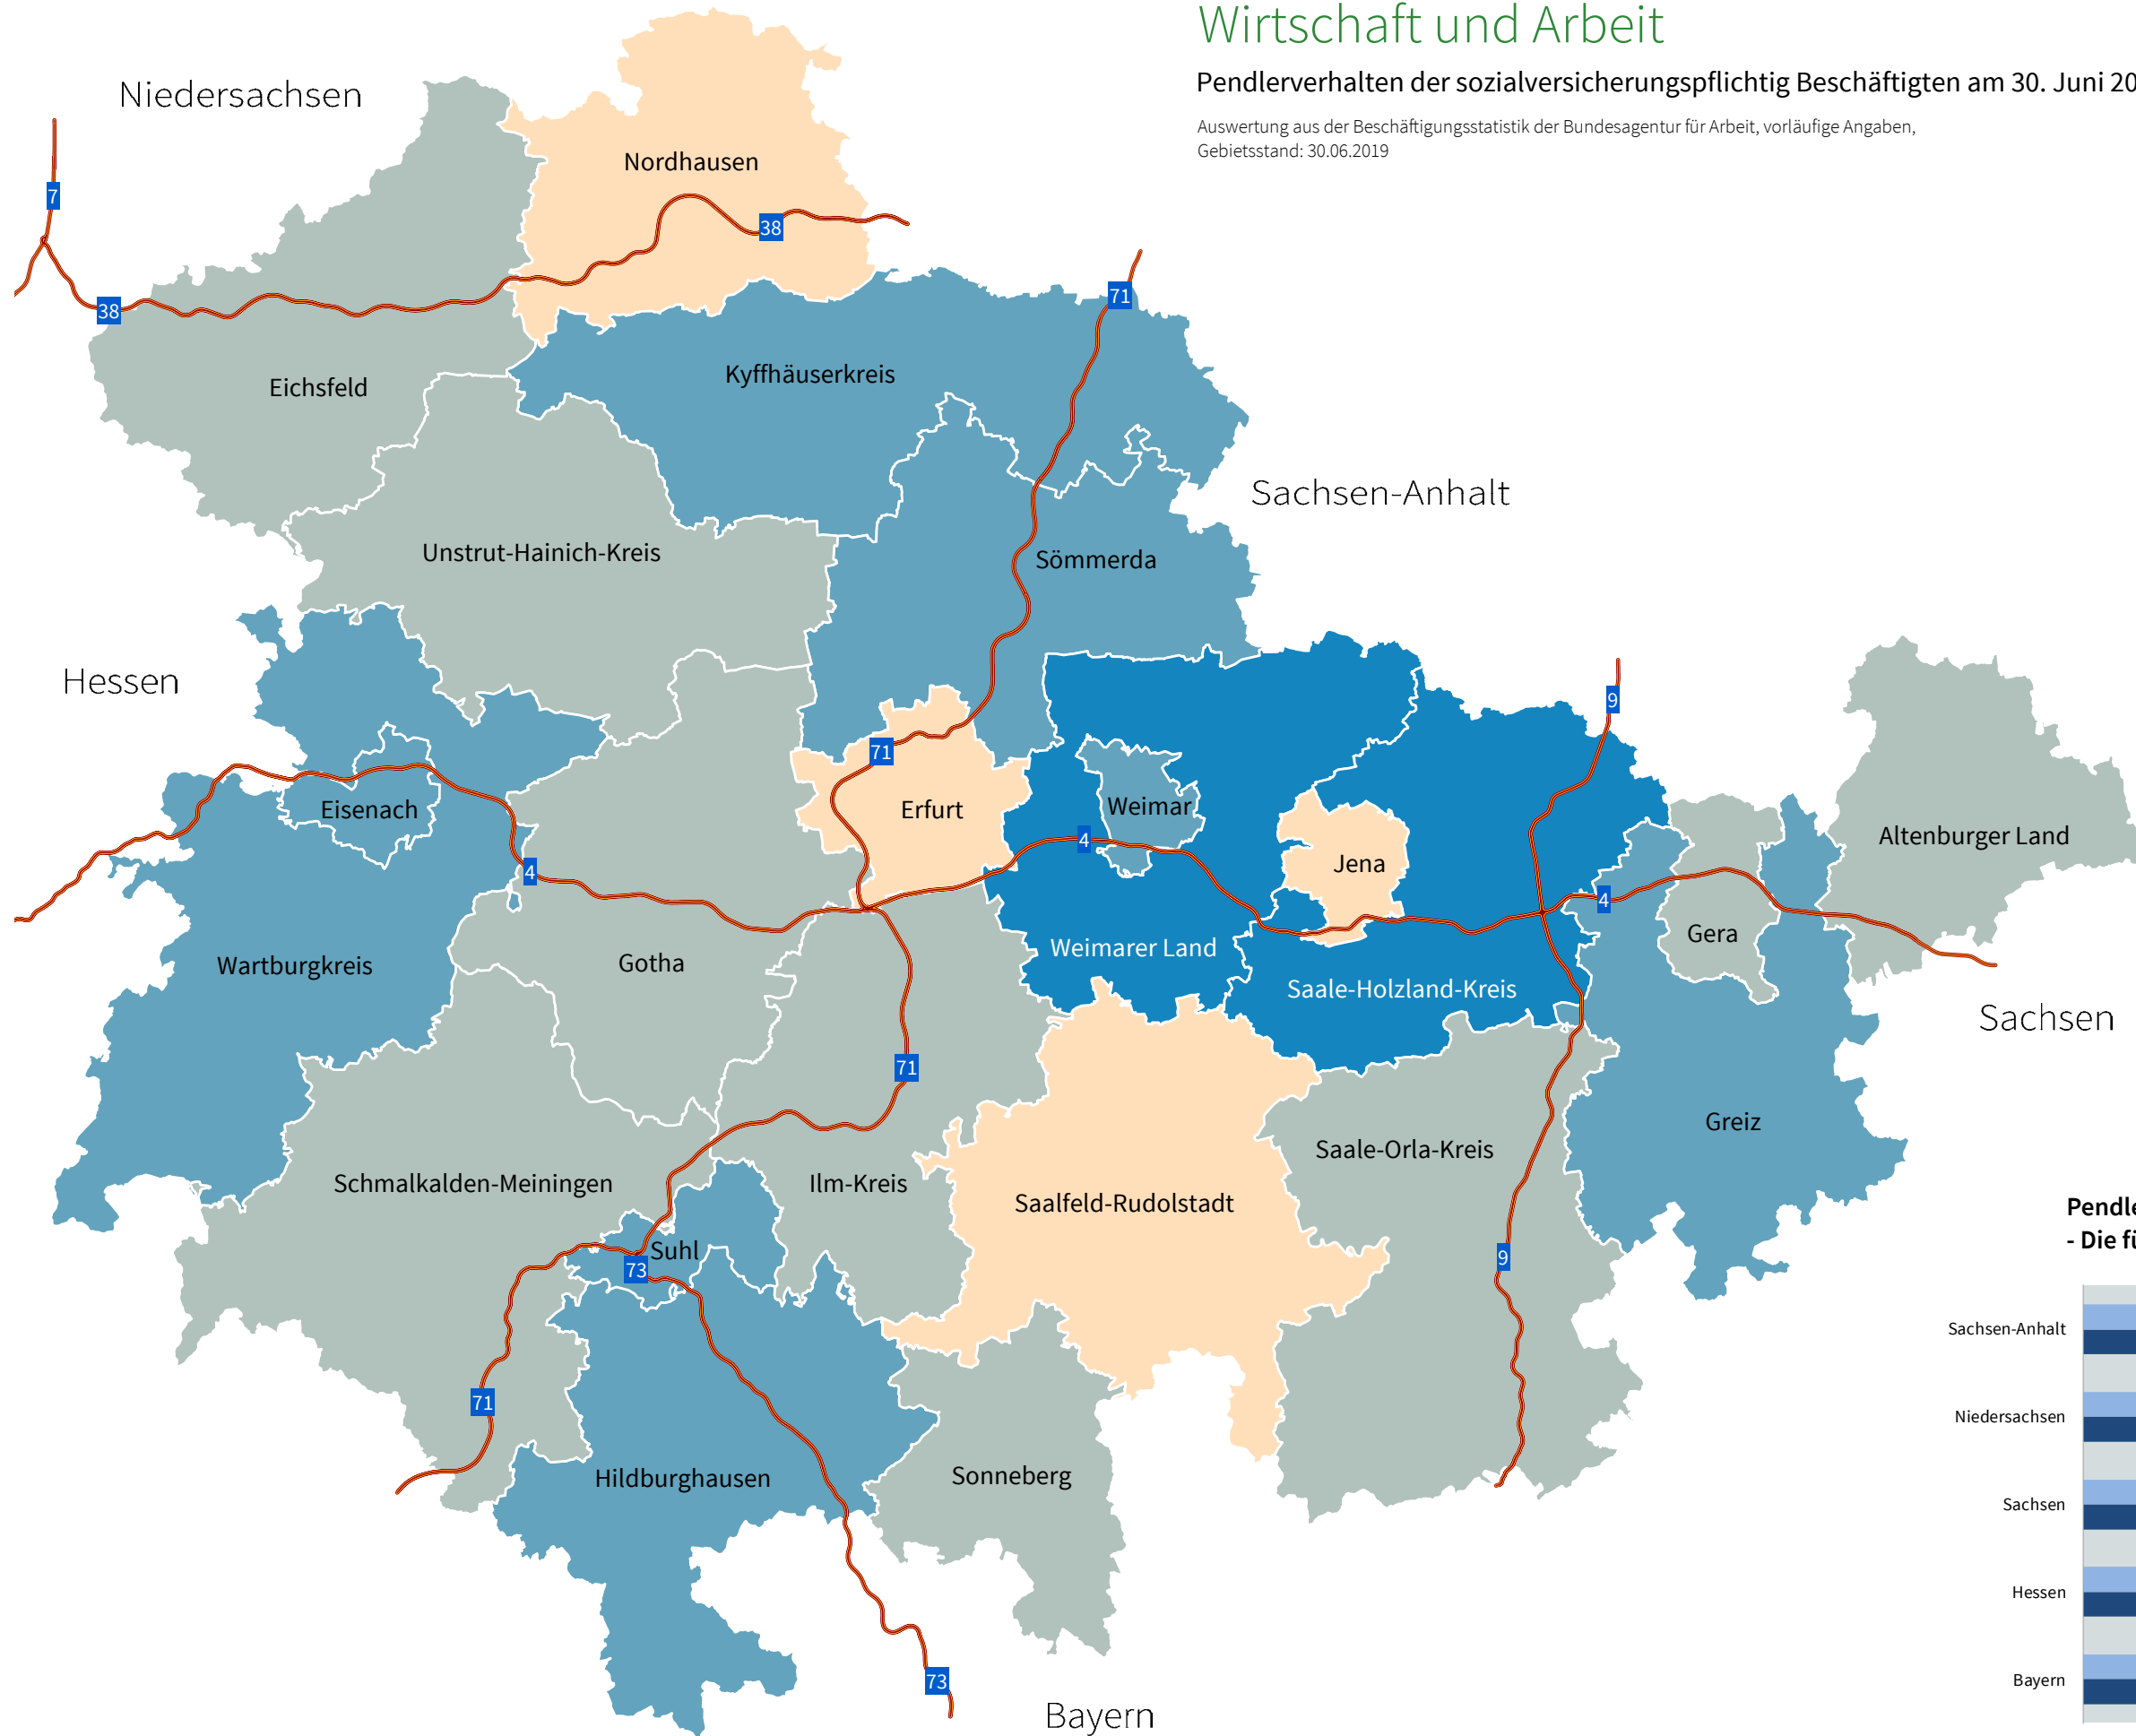 Wirtschaft und Arbeit
Pendlerverhalten der sozialversicherungspflichtig Beschäftigten am 30. Juni 20
Auswertung aus der Beschäftigungsstatistik der Bundesagentur für Arbeit, vorläufige Angaben,
Gebietsstand: 30.06.2019
Niedersachsen
Nordhausen
7
38
71
38
Kyffhäuserkreis
Eichsfeld
Sachsen-Anhalt
Unstrut-Hainich-Kreis
Sömmerda
Hessen
9
71
Eisenach
Erfurt
Weimar
4
Altenburger Land
Jena
4
4
Gera
Weimarer Land
Wartburgkreis
Gotha
Saale-Holzland-Kreis
Sachsen
71
Greiz
Saale-Orla-Kreis
Schmalkalden-Meiningen
Ilm-Kreis
Saalfeld-Rudolstadt
Suhl
73
9
71
Hildburghausen
Sonneberg
73
Bayern
Pendle
- Die fü
Sachsen-Anhalt
Niedersachsen
Sachsen
Hessen
Bayern